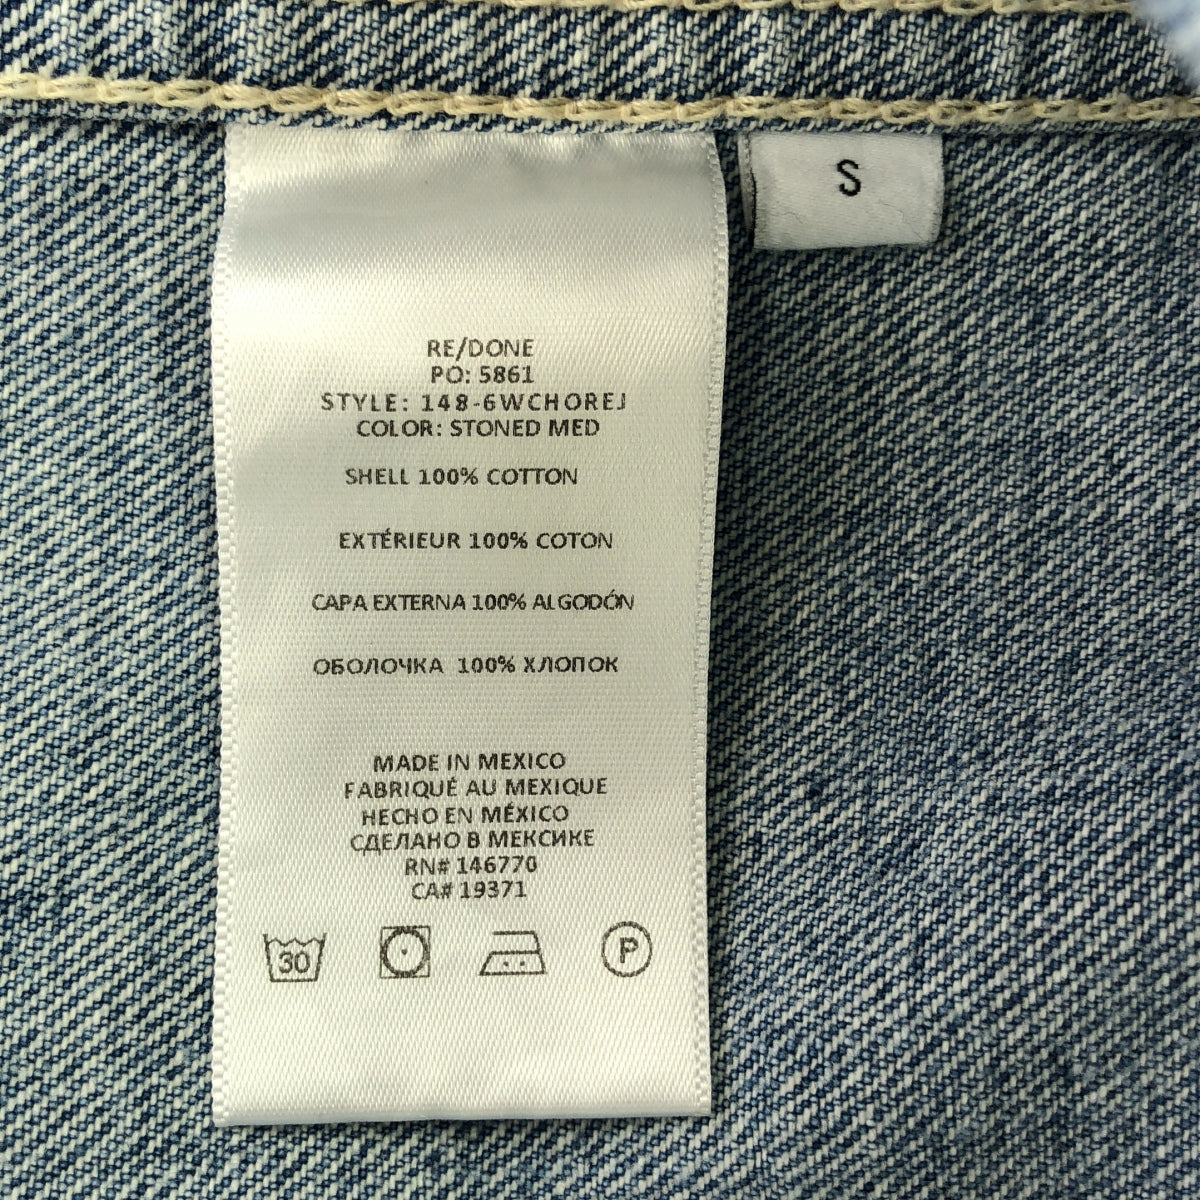 S
RE/DONE
PO: 5861
STYLE: 148-6WCHOREJ
COLOR: STONED MED
SHELL 100% COTTON
EXTÉRIEUR 100% COTON
CAPA EXTERNA 100% ALGODÓN
ОБОЛОЧКА 100% ХЛОПОК
MADE IN MEXICO
FABRIQUÉ AU MEXIQUE
HECHO EN MÉXICO
СДЕЛАНО В МЕКСИКЕ
RN# 146770
CA# 19371
30
P